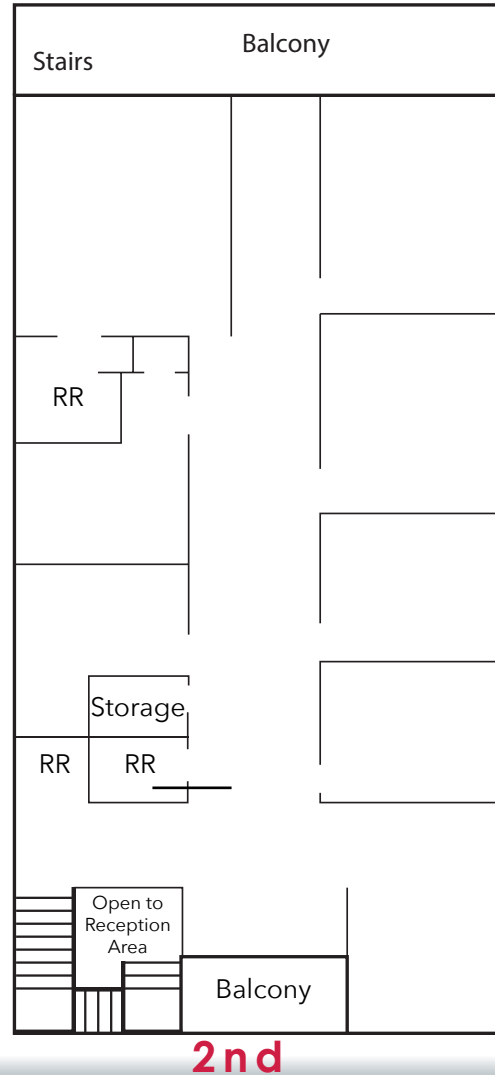 Balcony
Stairs
RR
Storage
RR
RR
Open to
Reception
Area
Balcony
2nd